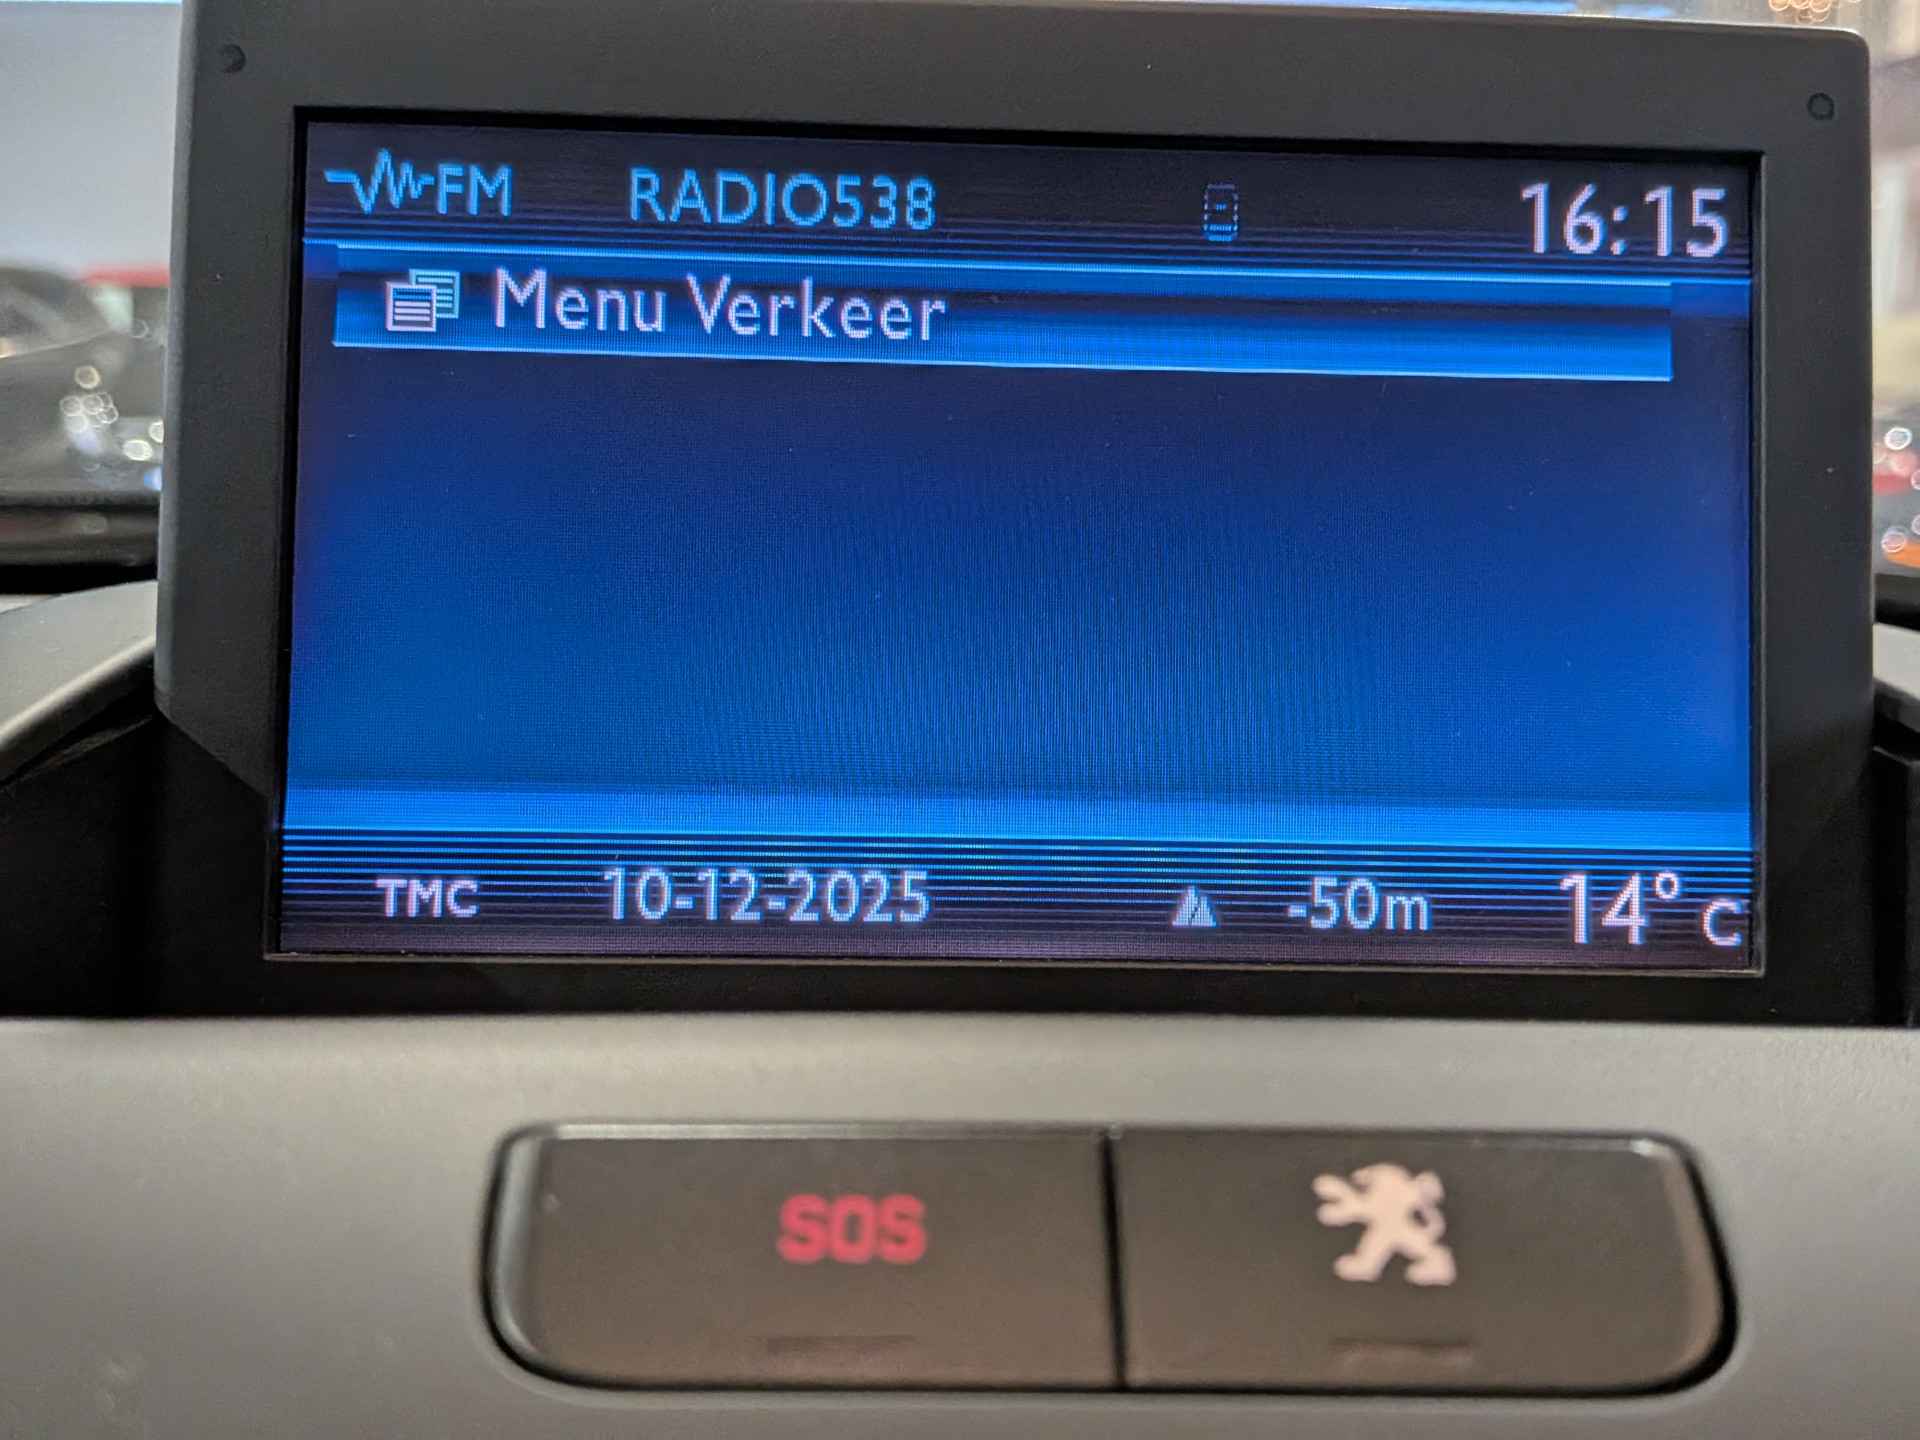 FM RADIO538 16:15
Menu Verkeer
TMC 10-12-2025 -50m 14° C
SOS